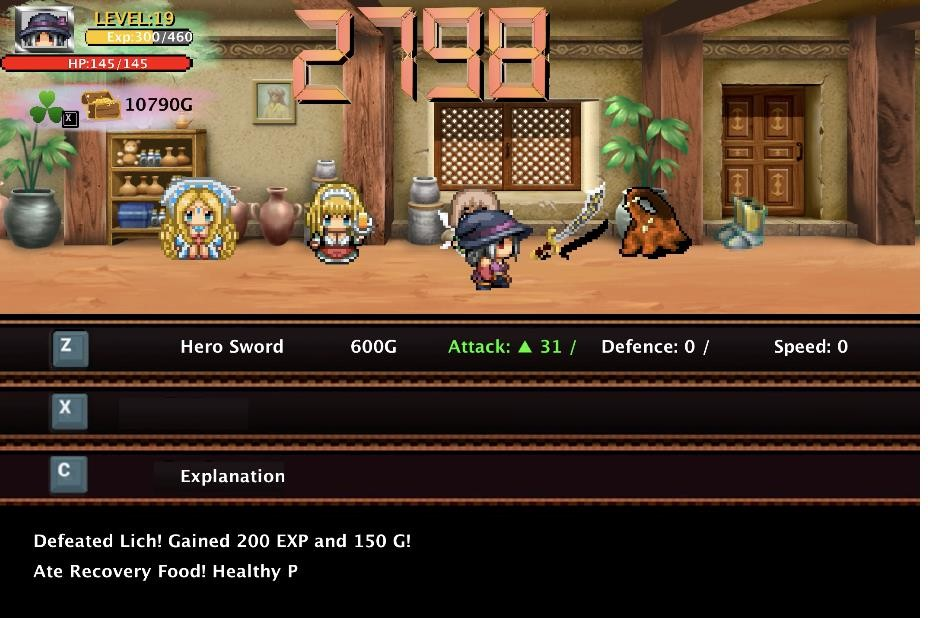 LEVEL:19
2798
Exp:300/460
HP:145/145
X
10790G
Z Hero Sword 600G Attack: ▲ 31 / Defence: 0 / Speed: 0
X
C Explanation
Defeated Lich! Gained 200 EXP and 150 G!
Ate Recovery Food! Healthy P